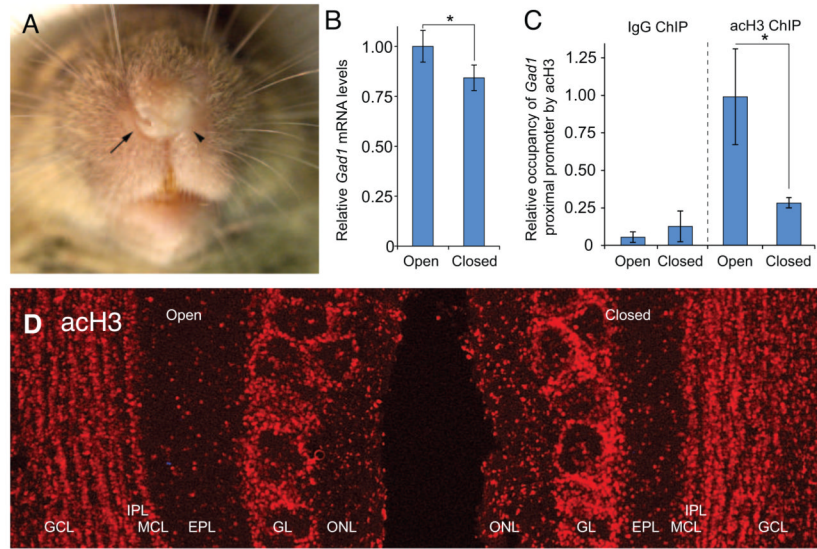 A
B
*
Relative Gad1 mRNA levels
1.00
0.75
0.25
0
Open
Closed
C
IgG ChIP
acH3 ChIP
*
Relative occupancy of Gad1
proximal promoter by acH3
1.25
1.00
0.75
0.50
0.25
0
Open
Closed
Open
Closed
D acH3
Open
Closed
GCL
IPL
MCL
EPL
GL
ONL
ONL
GL
EPL
MCL
IPL
GCL